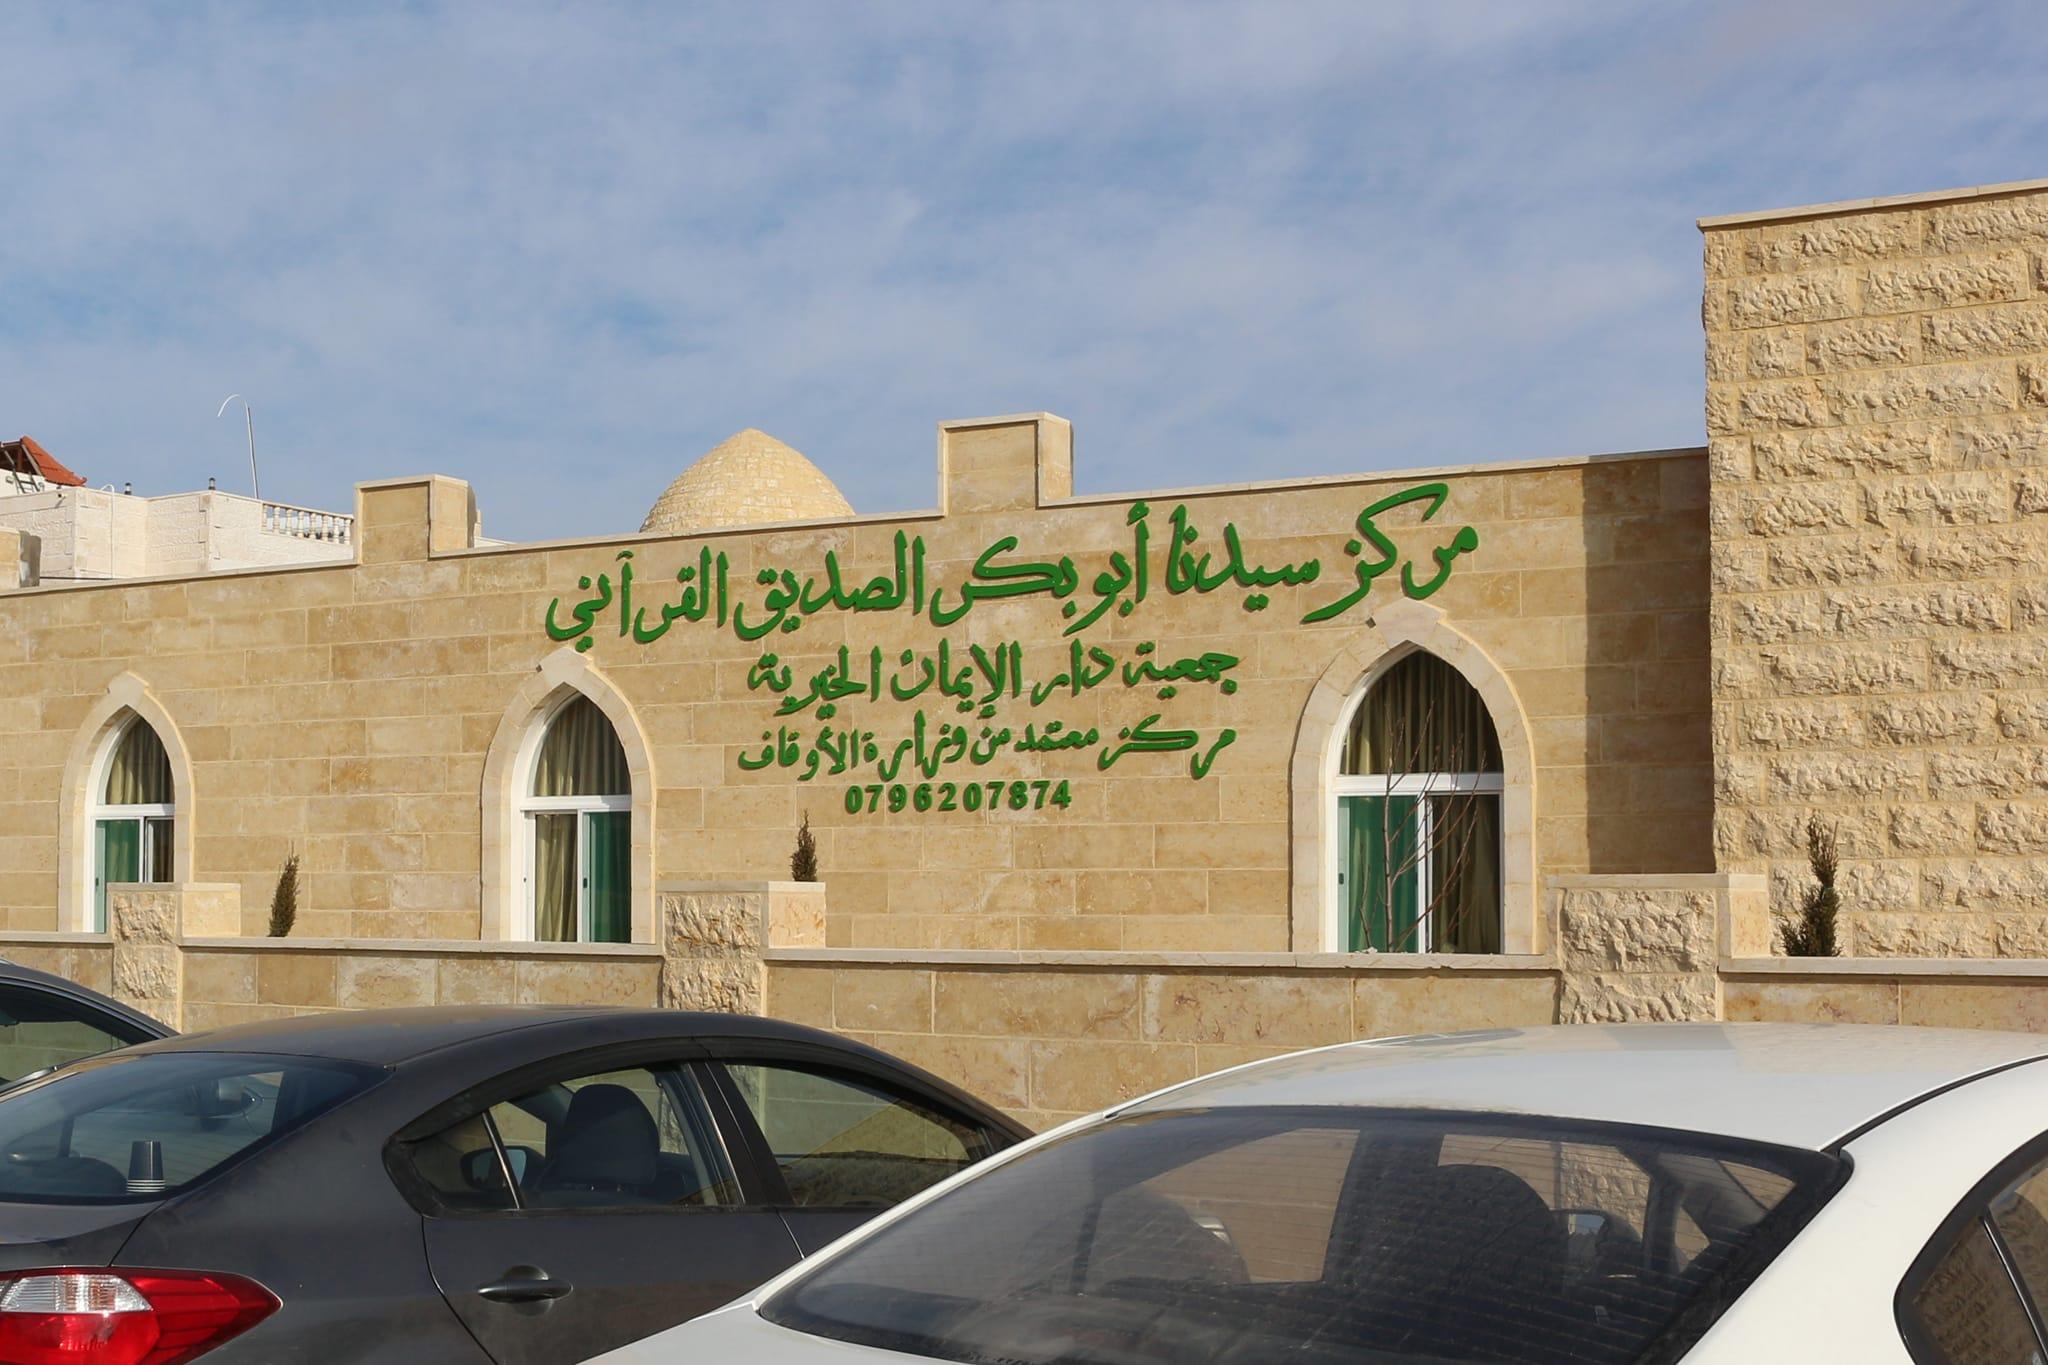 مركز سيدنا أبو بكر الصديق القرآني
جمعية دار الإيمان الخيرية
مركز معتمد من وزارة الأوقاف
0796207874